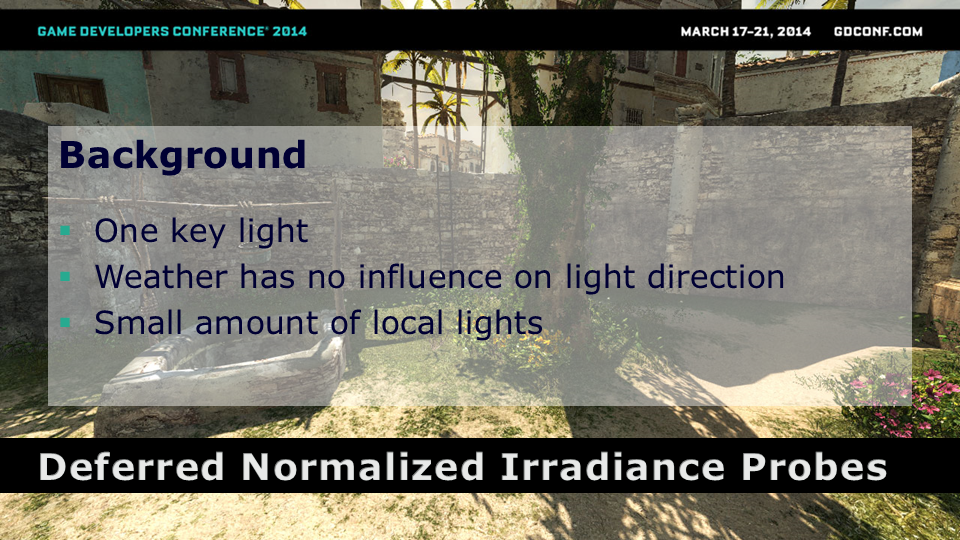 GAME DEVELOPERS CONFERENCE® 2014
MARCH 17–21, 2014 GDCONF.COM
Background
One key light
Weather has no influence on light direction
Small amount of local lights
Deferred Normalized Irradiance Probes